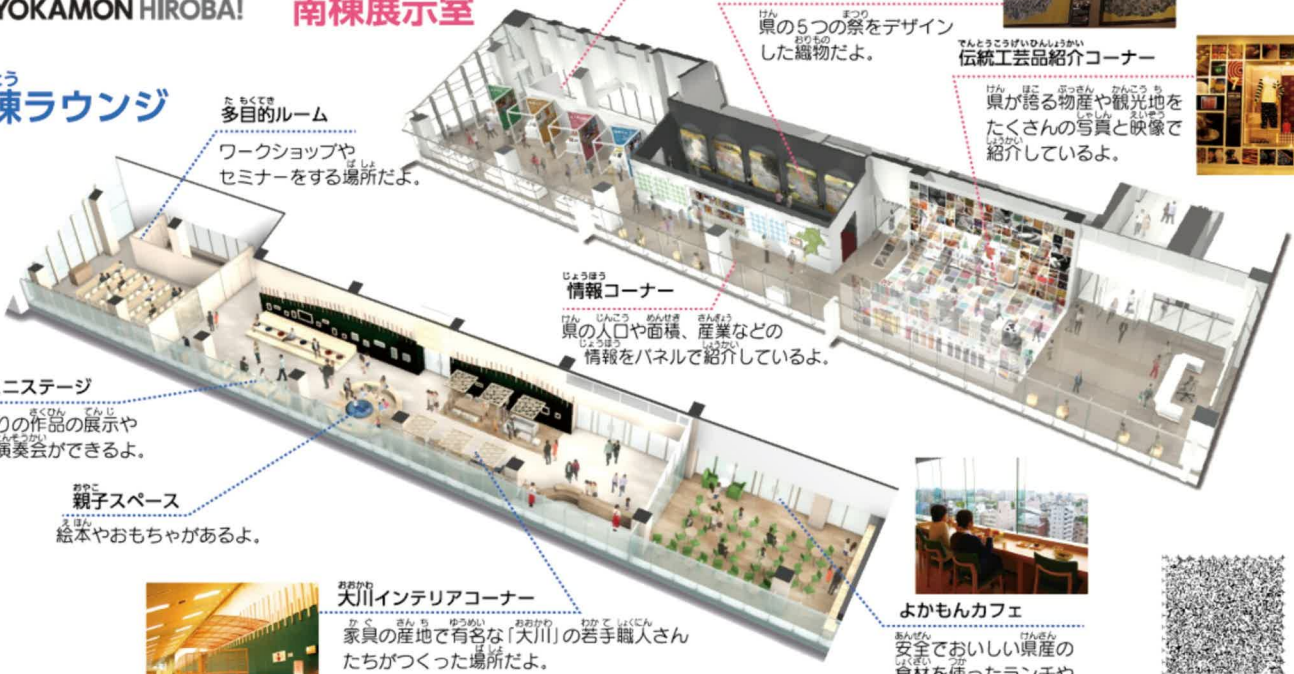 YOKAMON HIROBA!
南棟展示室
県の5つの祭をデザイン
した織物だよ。
伝統工芸品紹介コーナー
県が誇る物産や観光地を
たくさんの写真と映像で
紹介しているよ。
棟ラウンジ
多目的ルーム
ワークショップや
セミナーをする場所だよ。
情報コーナー
県の人口や面積、産業などの
情報をパネルで紹介しているよ。
ニステージ
りの作品の展示や
演奏会ができるよ。
親子スペース
絵本やおもちゃがあるよ。
大川インテリアコーナー
家具の産地で有名な「大川」の若手職人さん
たちがつくった場所だよ。
よかもんカフェ
安全でおいしい県産の
食材を使ったランチや